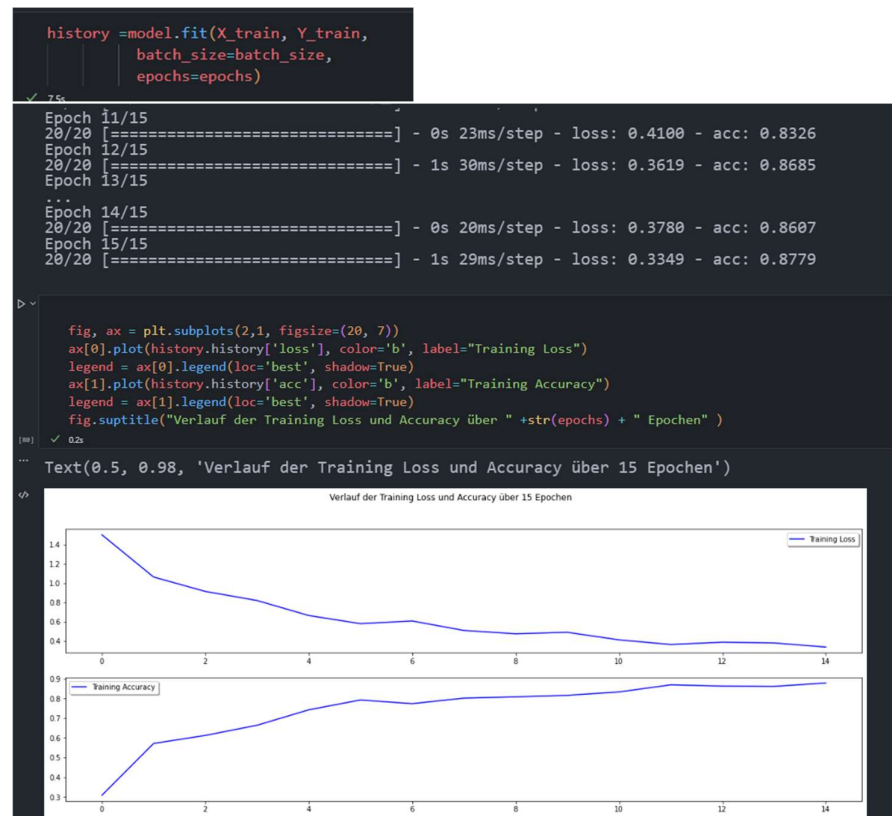 history =model.fit(X_train, Y_train,
batch_size=batch_size,
epochs=epochs)
7.5s
Epoch 11/15
20/20 [==============================] - 0s 23ms/step - loss: 0.4100 - acc: 0.8326
Epoch 12/15
20/20 [==============================] - 1s 30ms/step - loss: 0.3619 - acc: 0.8685
Epoch 13/15
...
Epoch 14/15
20/20 [==============================] - 0s 20ms/step - loss: 0.3780 - acc: 0.8607
Epoch 15/15
20/20 [==============================] - 1s 29ms/step - loss: 0.3349 - acc: 0.8779
fig, ax = plt.subplots(2,1, figsize=(20, 7))
ax[0].plot(history.history['loss'], color='b', label="Training Loss")
legend = ax[0].legend(loc='best', shadow=True)
ax[1].plot(history.history['acc'], color='b', label="Training Accuracy")
legend = ax[1].legend(loc='best', shadow=True)
fig.suptitle("Verlauf der Training Loss und Accuracy über " +str(epochs) + " Epochen" )
0.2s
... Text(0.5, 0.98, 'Verlauf der Training Loss und Accuracy über 15 Epochen')
Verlauf der Training Loss und Accuracy über 15 Epochen
Training Loss
1.4
1.2
1.0
0.8
0.6
0.4
0 2 4 6 8 10 12 14
Training Accuracy
0.9
0.8
0.7
0.6
0.5
0.4
0.3
0 2 4 6 8 10 12 14